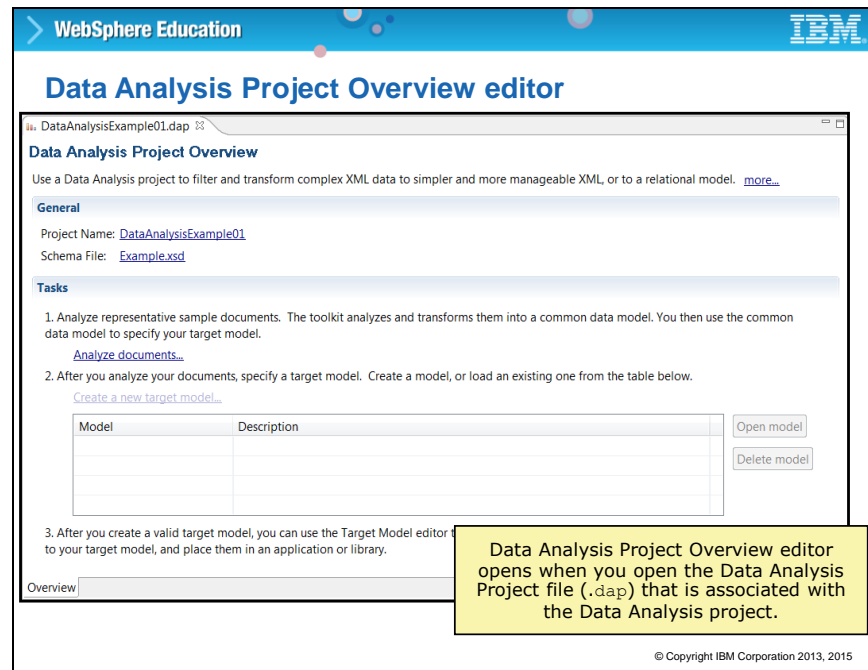 WebSphere Education
IBM
Data Analysis Project Overview editor
DataAnalysisExample01.dap
Data Analysis Project Overview
Use a Data Analysis project to filter and transform complex XML data to simpler and more manageable XML, or to a relational model. more...
General
Project Name: DataAnalysisExample01
Schema File: Example.xsd
Tasks
1. Analyze representative sample documents. The toolkit analyzes and transforms them into a common data model. You then use the common
data model to specify your target model.
Analyze documents...
2. After you analyze your documents, specify a target model. Create a model, or load an existing one from the table below.
Create a new target model...
Model Description
Open model
Delete model
3. After you create a valid target model, you can use the Target Model editor
to your target model, and place them in an application or library.
Overview
Data Analysis Project Overview editor
opens when you open the Data Analysis
Project file (.dap) that is associated with
the Data Analysis project.
© Copyright IBM Corporation 2013, 2015